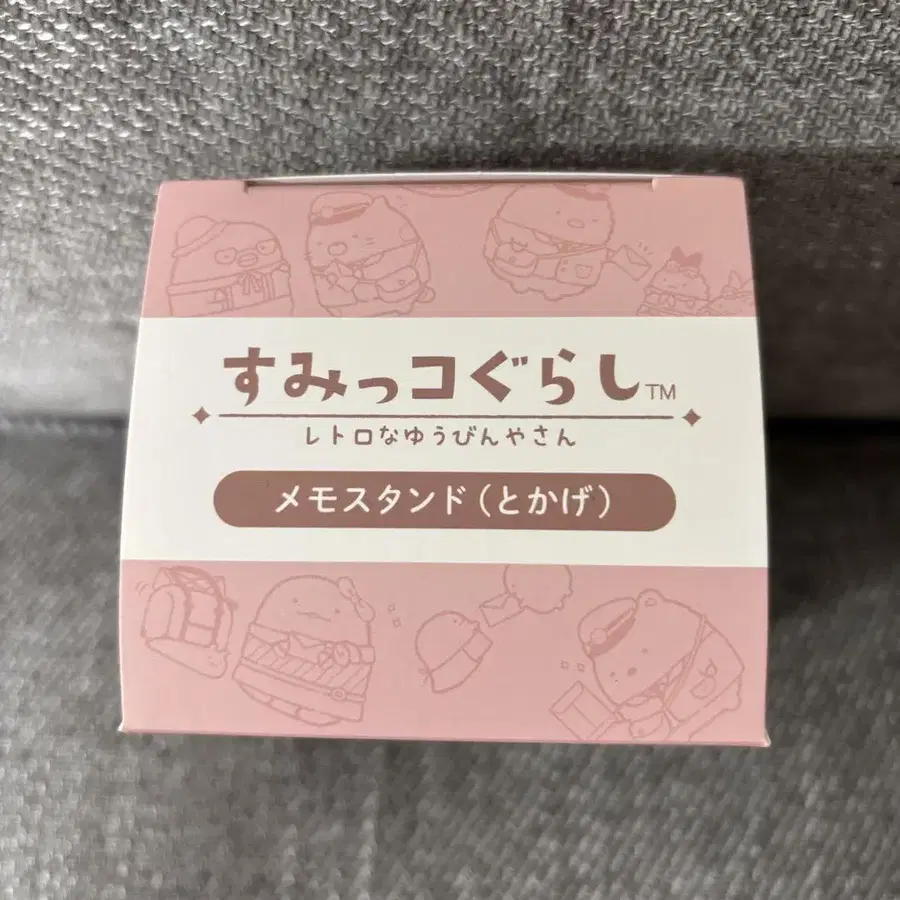 すみっコぐらし™
レトロなゆうびんやさん
メモスタンド(とかげ)